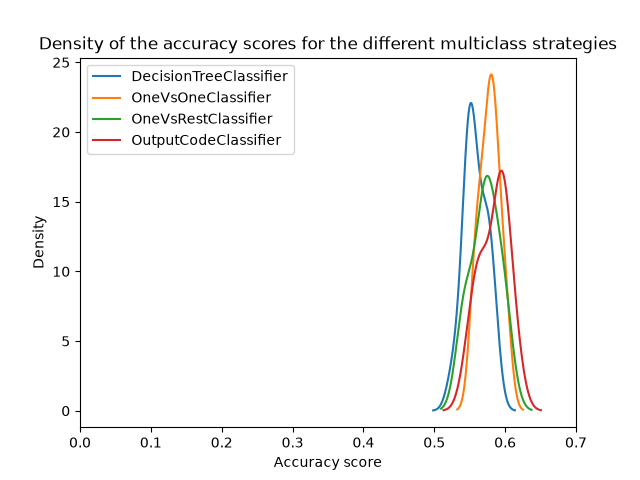 Density of the accuracy scores for the different multiclass strategies
25
20
15
10
5
0
Density
DecisionTreeClassifier
OneVsOneClassifier
OneVsRestClassifier
OutputCodeClassifier
0.0 0.1 0.2 0.3 0.4 0.5 0.6 0.7
Accuracy score